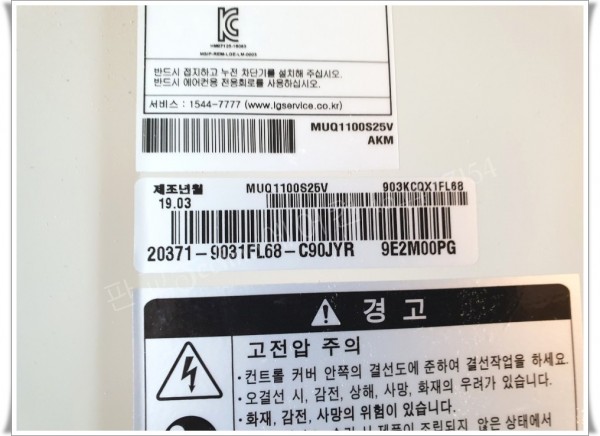 KC
반드시 접지하고 누전 차단기를 설치해 주십시오.
반드시 에어컨용 전용회로를 사용하십시오.
서비스 : 1544-7777 (www.lgservice.co.kr)
MUQ1100S25V
AKM
제조년월
MUQ1100S25V
903KCQX1FL68
19.03
20371-9031FL68-C90JYR
9E2M00PG
경 고
고전압 주의
· 컨트롤 커버 안쪽의 결선도에 준하여 결선작업을 하세요.
· 오결선 시, 감전, 상해, 사망, 화재의 우려가 있습니다.
· 화재, 감전, 사망의 위험이 있습니다.